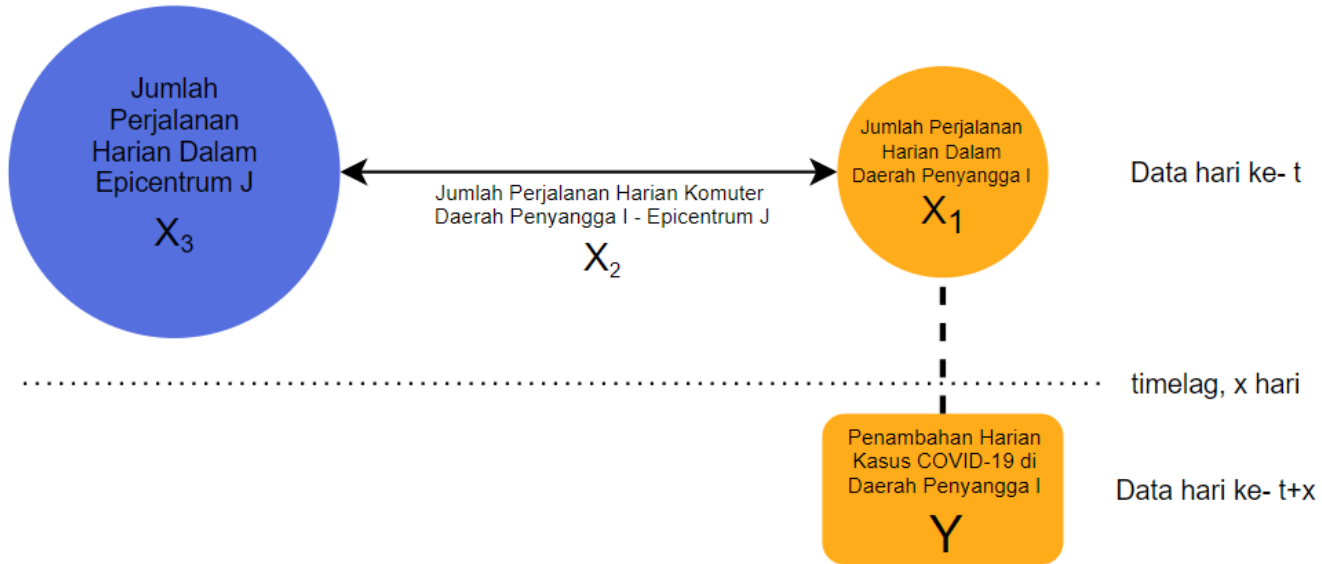 Jumlah
Perjalanan
Harian Dalam
Epicentrum J
X3
Jumlah Perjalanan Harian Komuter
Daerah Penyangga I - Epicentrum J
X2
Jumlah Perjalanan
Harian Dalam
Daerah Penyangga I
X1
Data hari ke- t
timelag, x hari
Penambahan Harian
Kasus COVID-19 di
Daerah Penyangga I
Y
Data hari ke- t+x